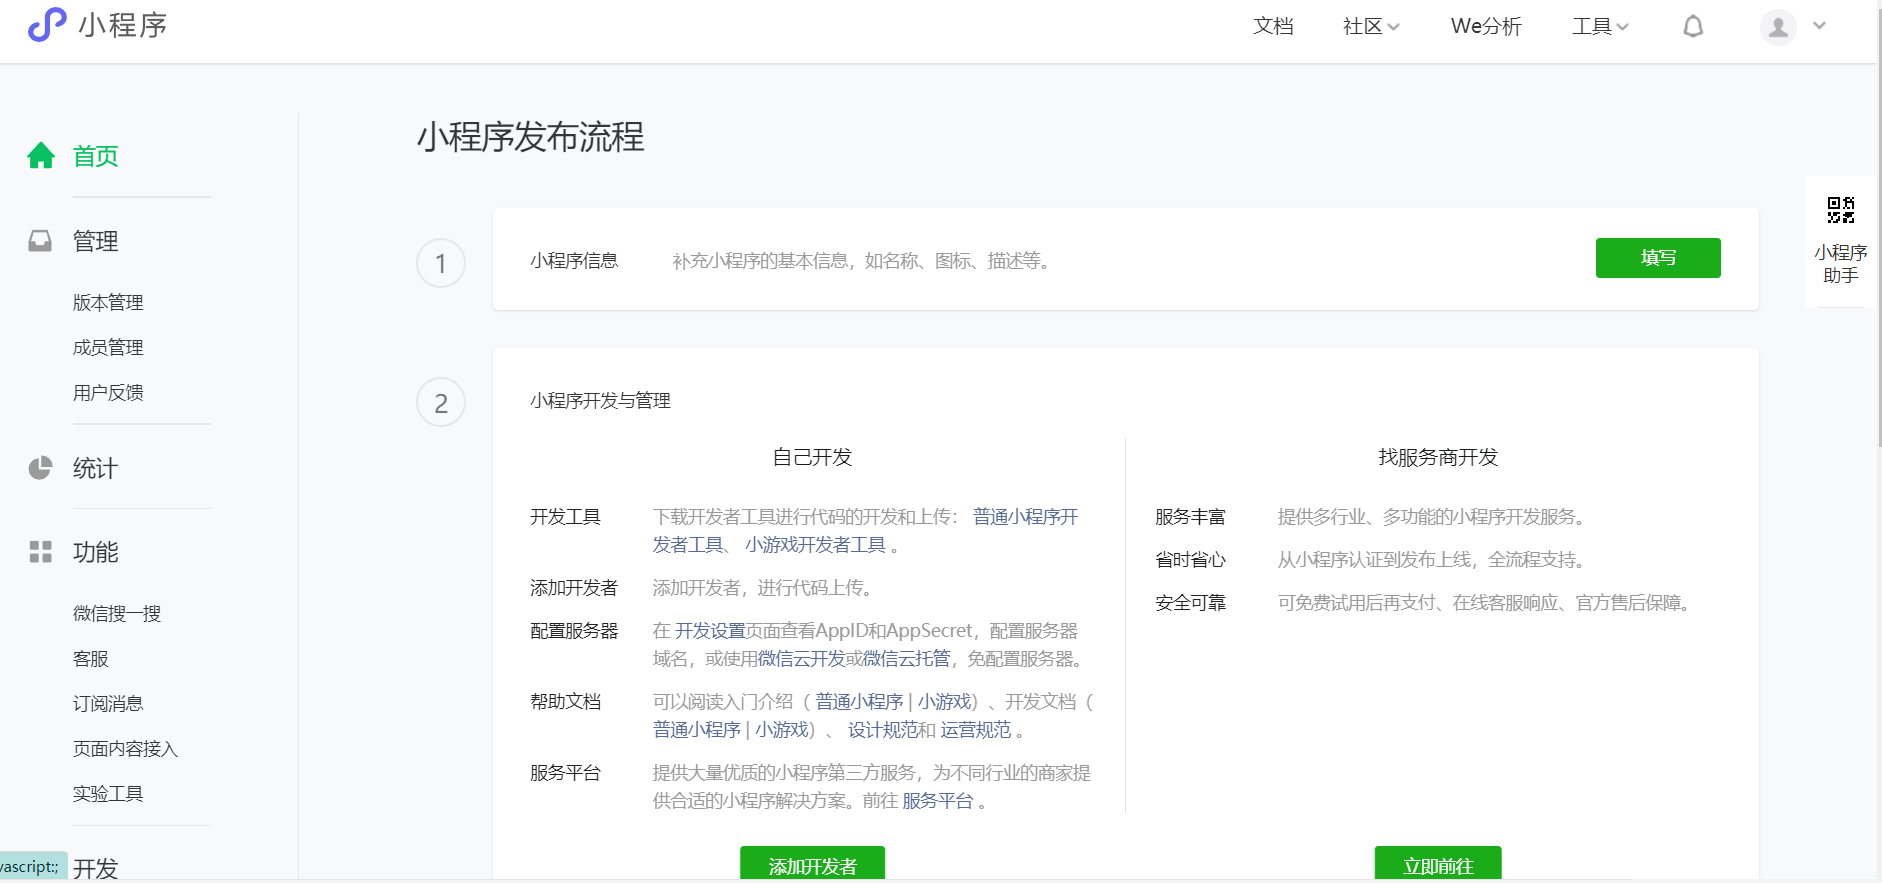 小程序
文档
社区
We分析
工具
首页
管理
版本管理
成员管理
用户反馈
统计
功能
微信搜一搜
客服
订阅消息
页面内容接入
实验工具
开发
vascript:;
小程序发布流程
1
小程序信息
补充小程序的基本信息，如名称、图标、描述等。
填写
2
小程序开发与管理
自己开发
开发工具
下载开发者工具进行代码的开发和上传： 普通小程序开
发者工具、 小游戏开发者工具 。
添加开发者
添加开发者，进行代码上传。
配置服务器
在 开发设置页面查看AppID和AppSecret，配置服务器
域名，或使用微信云开发或微信云托管，免配置服务器。
帮助文档
可以阅读入门介绍（ 普通小程序 | 小游戏）、开发文档（
普通小程序 | 小游戏）、 设计规范和 运营规范 。
服务平台
提供大量优质的小程序第三方服务，为不同行业的商家提
供合适的小程序解决方案。前往 服务平台 。
添加开发者
找服务商开发
服务丰富
提供多行业、多功能的小程序开发服务。
省时省心
从小程序认证到发布上线，全流程支持。
安全可靠
可免费试用后再支付、在线客服响应、官方售后保障。
立即前往
小程序
助手